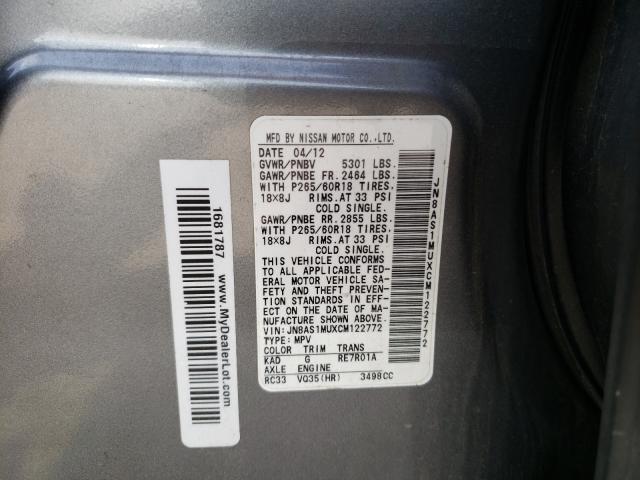 MFD BY NISSAN MOTOR CO.,LTD.
DATE 04/12
GVWR/PNBV 5301 LBS.
GAWR/PNBE FR. 2464 LBS.
WITH P265/60R18 TIRES.
18X8J RIMS.AT 33 PSI
COLD SINGLE.
GAWR/PNBE RR. 2855 LBS.
WITH P265/60R18 TIRES.
18X8J RIMS.AT 33 PSI
COLD SINGLE.
THIS VEHICLE CONFORMS
TO ALL APPLICABLE FED-
ERAL MOTOR VEHICLE SA-
FETY AND THEFT PREVEN-
TION STANDARDS IN EFF-
ECT ON THE DATE OF MA-
NUFACTURE SHOWN ABOVE.
VIN: JN8AS1MUXCM122772
TYPE: MPV
COLOR TRIM TRANS
KAD G RE7R01A
AXLE ENGINE
RC33 VQ35(HR) 3498CC
JN8AS1MUXCM122772
1681787
www.MyDealerLot.com